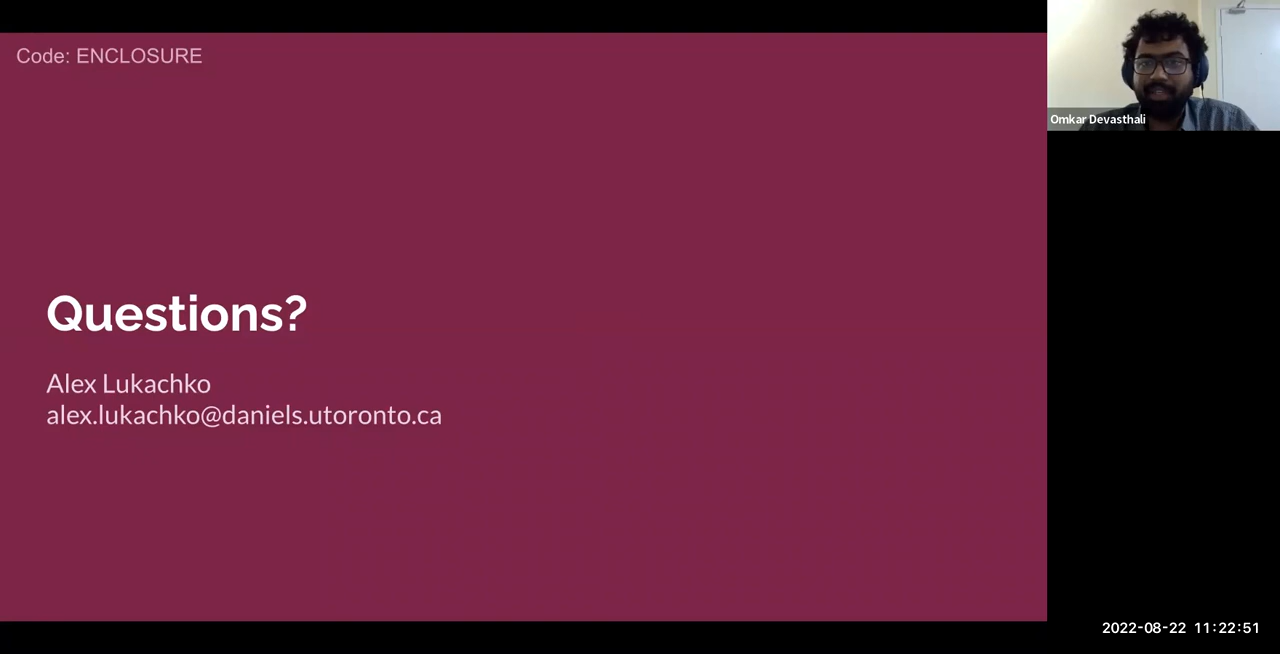 Code: ENCLOSURE
Omkar Devasthali
Questions?
Alex Lukachko
alex.lukachko@daniels.utoronto.ca
2022-08-22 11:22:51